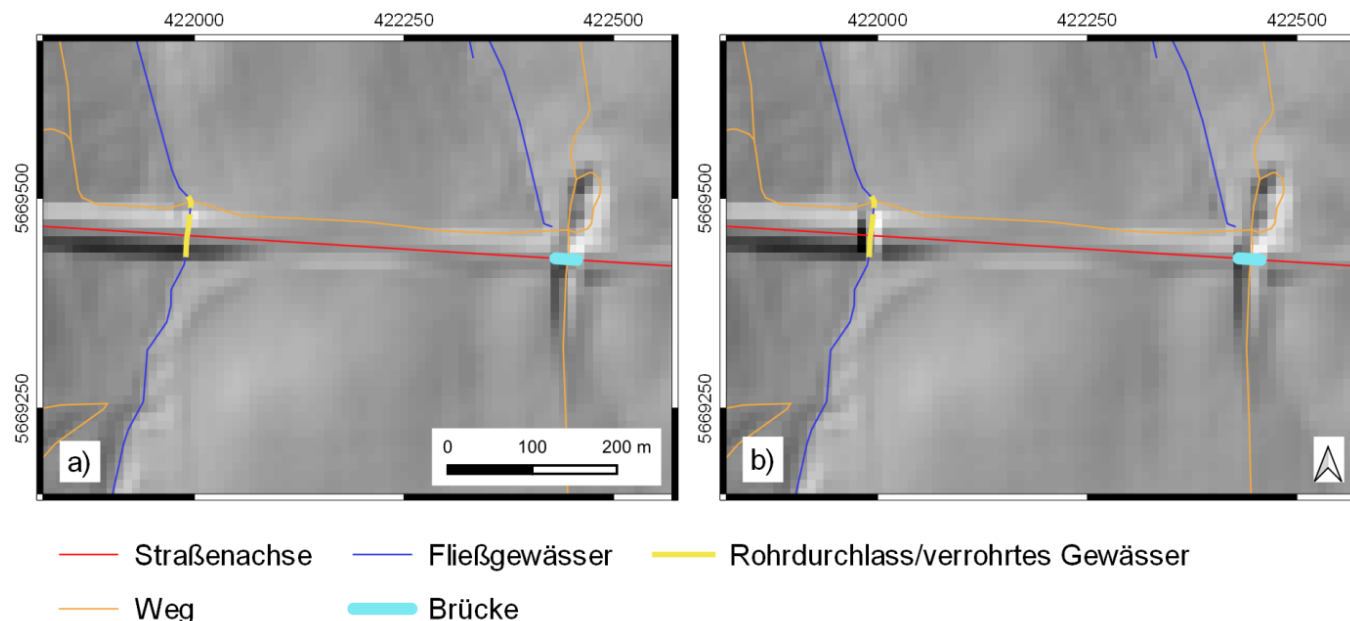 422000 422250 422500 422000 422250 422500
5669500
5669250
a)
0 100 200 m
5669500
5669250
b)
Straßenachse Fließgewässer Rohrdurchlass/verrohrtes Gewässer
Weg Brücke